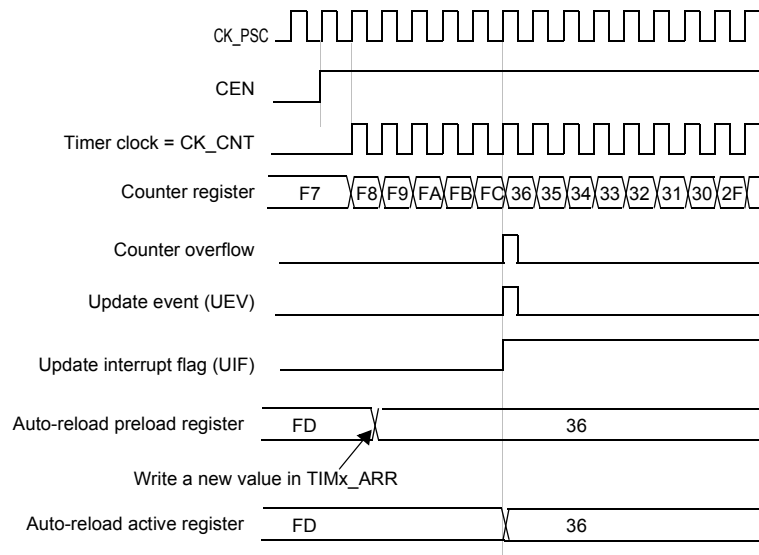 CK_PSC
CEN
Timer clock = CK_CNT
Counter register F7 F8 F9 FA FB FC 36 35 34 33 32 31 30 2F
Counter overflow
Update event (UEV)
Update interrupt flag (UIF)
Auto-reload preload register FD 36
Write a new value in TIMx_ARR
Auto-reload active register FD 36